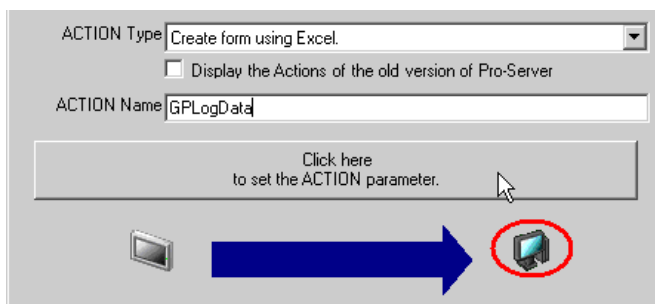 ACTION Type Create form using Excel.
Display the Actions of the old version of Pro-Server
ACTION Name GPLogData
Click here
to set the ACTION parameter.